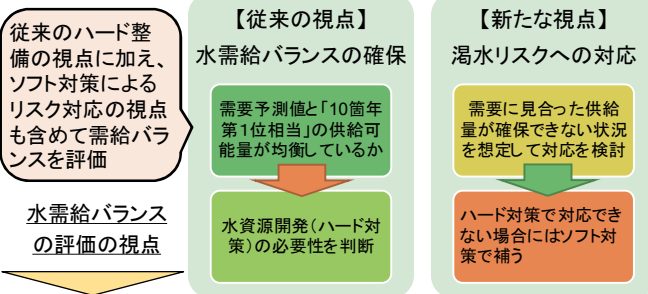 従来のハード整
備の視点に加え、
ソフト対策による
リスク対応の視点
も含めて需給バラ
ンスを評価
水需給バランス
の評価の視点
【従来の視点】
水需給バランスの確保
需要予測値と「10箇年
第1位相当」の供給可
能量が均衡しているか
水資源開発(ハード対
策)の必要性を判断
【新たな視点】
渇水リスクへの対応
需要に見合った供給
量が確保できない状況
を想定して対応を検討
ハード対策で対応でき
ない場合にはソフト対
策で補う